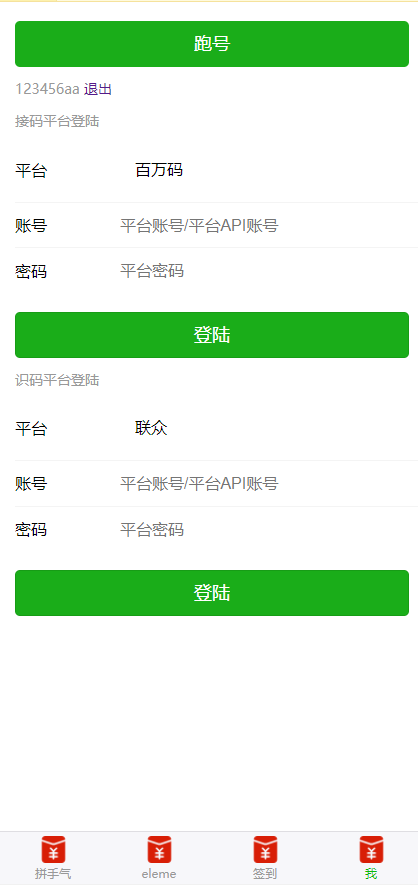 跑号
123456aa 退出
接码平台登陆
平台 百万码
账号 平台账号/平台API账号
密码 平台密码
登陆
识码平台登陆
平台 联众
账号 平台账号/平台API账号
密码 平台密码
登陆
¥ ¥ ¥ ¥
拼手气 eleme 签到 我